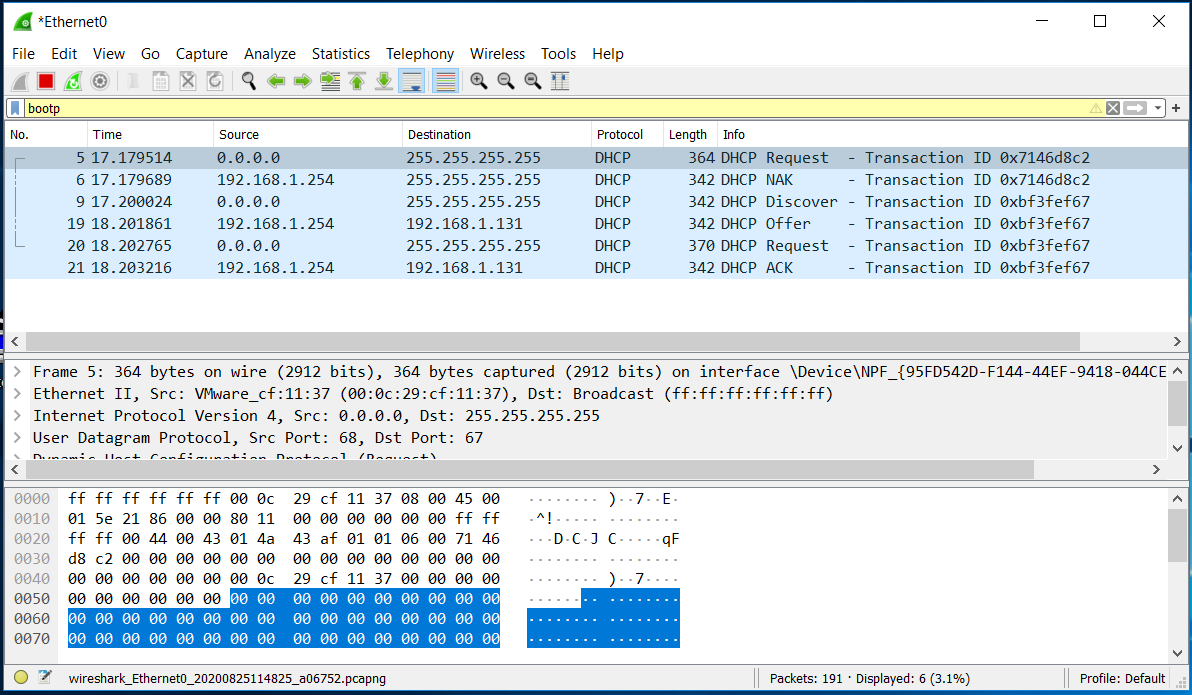 *Ethernet0
File Edit View Go Capture Analyze Statistics Telephony Wireless Tools Help
bootp
No. Time Source Destination Protocol Length Info
5 17.179514 0.0.0.0 255.255.255.255 DHCP 364 DHCP Request - Transaction ID 0x7146d8c2
6 17.179689 192.168.1.254 255.255.255.255 DHCP 342 DHCP NAK - Transaction ID 0x7146d8c2
9 17.200024 0.0.0.0 255.255.255.255 DHCP 342 DHCP Discover - Transaction ID 0xbf3fef67
19 18.201861 192.168.1.254 192.168.1.131 DHCP 342 DHCP Offer - Transaction ID 0xbf3fef67
20 18.202765 0.0.0.0 255.255.255.255 DHCP 370 DHCP Request - Transaction ID 0xbf3fef67
21 18.203216 192.168.1.254 192.168.1.131 DHCP 342 DHCP ACK - Transaction ID 0xbf3fef67
Frame 5: 364 bytes on wire (2912 bits), 364 bytes captured (2912 bits) on interface \Device\NPF_{95FD542D-F144-44EF-9418-044CE
Ethernet II, Src: VMware_cf:11:37 (00:0c:29:cf:11:37), Dst: Broadcast (ff:ff:ff:ff:ff:ff)
Internet Protocol Version 4, Src: 0.0.0.0, Dst: 255.255.255.255
User Datagram Protocol, Src Port: 68, Dst Port: 67
Dynamic Host Configuration Protocol (Request)
0000 ff ff ff ff ff ff 00 0c 29 cf 11 37 08 00 45 00 ········ )··7··E·
0010 01 5e 21 86 00 00 80 11 00 00 00 00 00 00 ff ff ·^!····· ········
0020 ff ff 00 44 00 43 01 4a 43 af 01 01 06 00 71 46 ···D·C·J C·····qF
0030 d8 c2 00 00 00 00 00 00 00 00 00 00 00 00 00 00 ········ ········
0040 00 00 00 00 00 00 00 0c 29 cf 11 37 00 00 00 00 ········ )··7····
0050 00 00 00 00 00 00 00 00 00 00 00 00 00 00 00 00 ········ ········
0060 00 00 00 00 00 00 00 00 00 00 00 00 00 00 00 00 ········ ········
0070 00 00 00 00 00 00 00 00 00 00 00 00 00 00 00 00 ········ ········
wireshark_Ethernet0_20200825114825_a06752.pcapng Packets: 191 · Displayed: 6 (3.1%) Profile: Default